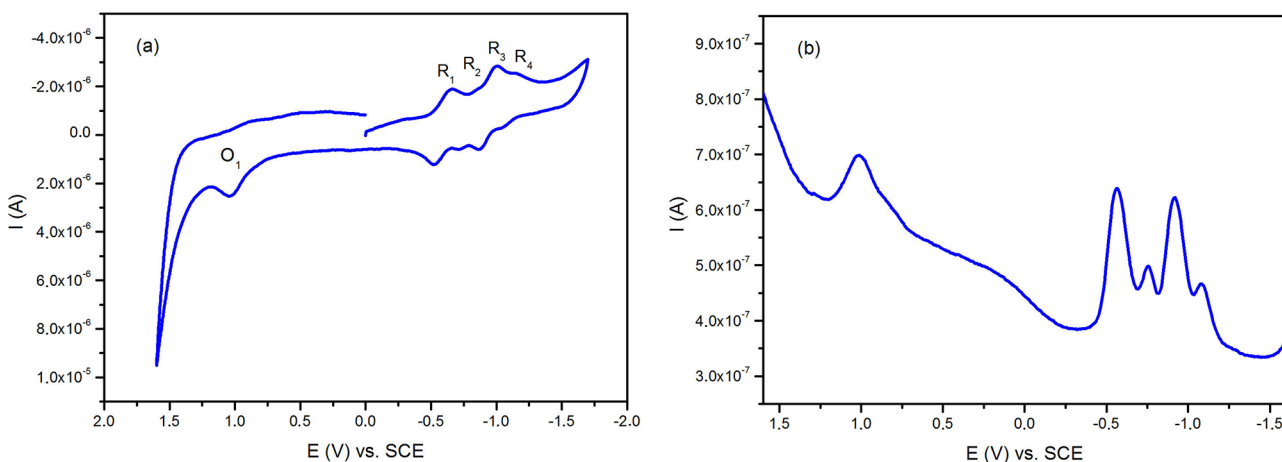 (a)
-4.0x10-6
-2.0x10-6
0.0
2.0x10-6
4.0x10-6
6.0x10-6
8.0x10-6
1.0x10-5
I (A)
R1 R2 R3 R4
O1
2.0 1.5 1.0 0.5 0.0 -0.5 -1.0 -1.5 -2.0
E (V) vs. SCE
(b)
9.0x10-7
8.0x10-7
7.0x10-7
6.0x10-7
5.0x10-7
4.0x10-7
3.0x10-7
I (A)
1.5 1.0 0.5 0.0 -0.5 -1.0 -1.5
E (V) vs. SCE